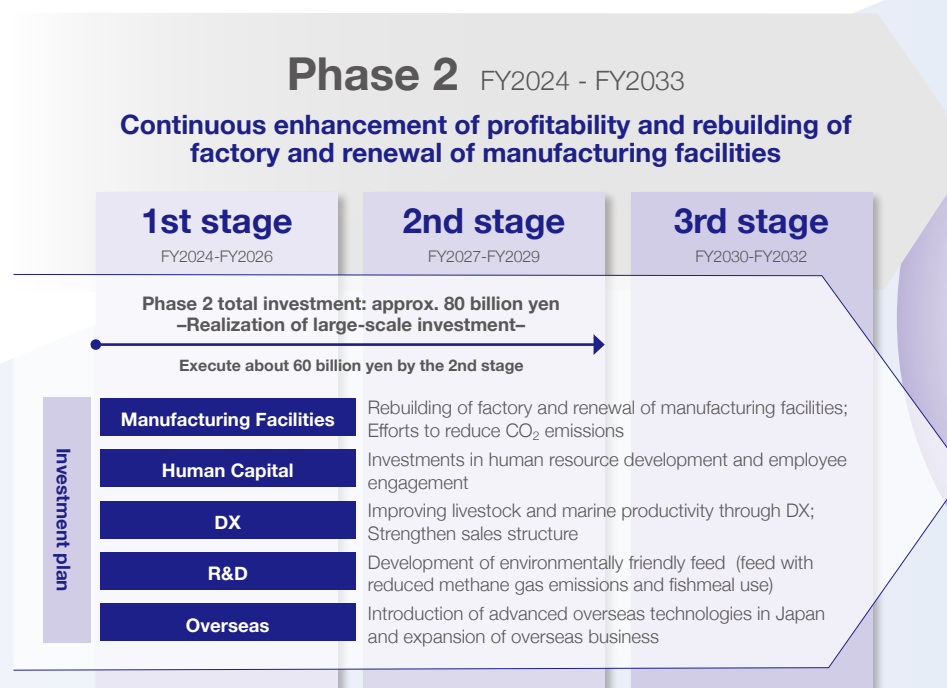 Phase 2 FY2024 - FY2033
Continuous enhancement of profitability and rebuilding of
factory and renewal of manufacturing facilities
1st stage
FY2024-FY2026
2nd stage
FY2027-FY2029
3rd stage
FY2030-FY2032
Phase 2 total investment: approx. 80 billion yen
–Realization of large-scale investment–
Execute about 60 billion yen by the 2nd stage
Investment plan
Manufacturing Facilities
Rebuilding of factory and renewal of manufacturing facilities;
Efforts to reduce CO₂ emissions
Human Capital
Investments in human resource development and employee
engagement
DX
Improving livestock and marine productivity through DX;
Strengthen sales structure
R&D
Development of environmentally friendly feed (feed with
reduced methane gas emissions and fishmeal use)
Overseas
Introduction of advanced overseas technologies in Japan
and expansion of overseas business